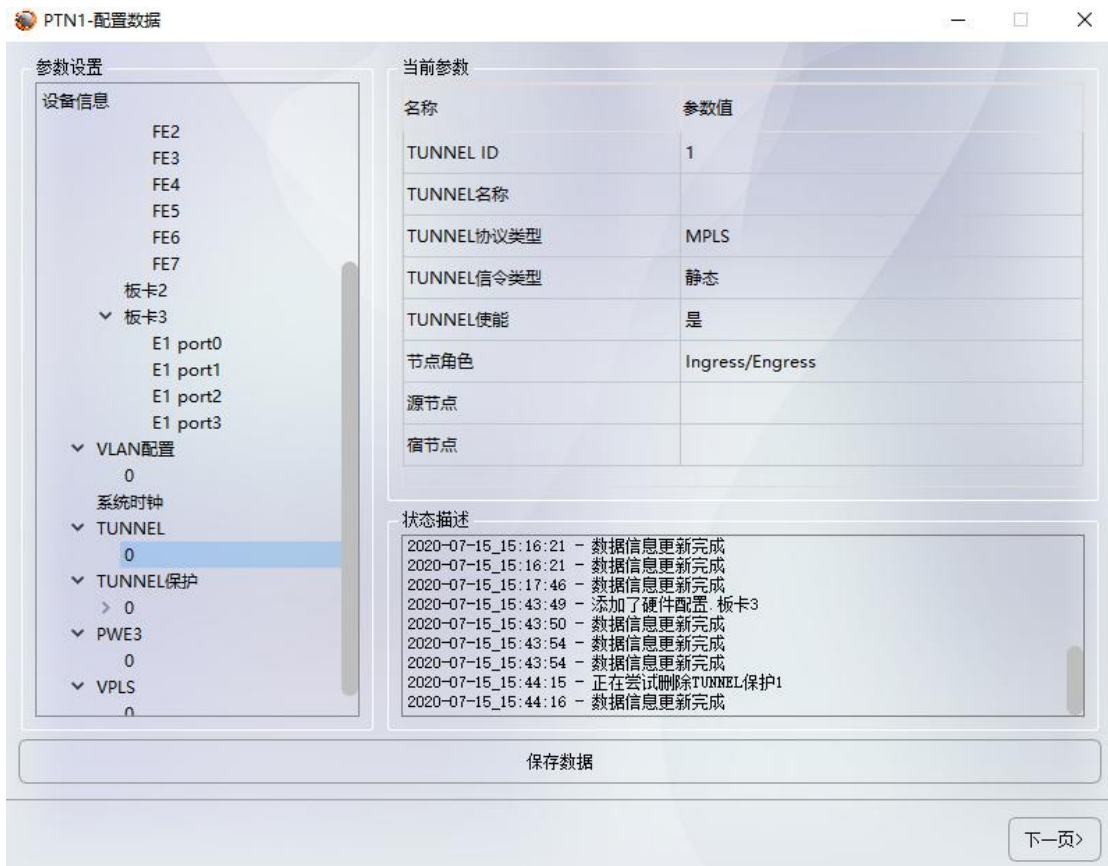 PTN1-配置数据
参数设置
设备信息
FE2
FE3
FE4
FE5
FE6
FE7
板卡2
板卡3
E1 port0
E1 port1
E1 port2
E1 port3
VLAN配置
0
系统时钟
TUNNEL
0
TUNNEL保护
0
PWE3
0
VPLS
0
当前参数
名称 参数值
TUNNEL ID 1
TUNNEL名称
TUNNEL协议类型 MPLS
TUNNEL信令类型 静态
TUNNEL使能 是
节点角色 Ingress/Engress
源节点
宿节点
状态描述
2020-07-15_15:16:21 - 数据信息更新完成
2020-07-15_15:16:21 - 数据信息更新完成
2020-07-15_15:17:46 - 数据信息更新完成
2020-07-15_15:43:49 - 添加了硬件配置.板卡3
2020-07-15_15:43:50 - 数据信息更新完成
2020-07-15_15:43:54 - 数据信息更新完成
2020-07-15_15:43:54 - 数据信息更新完成
2020-07-15_15:44:15 - 正在尝试删除TUNNEL保护1
2020-07-15_15:44:16 - 数据信息更新完成
保存数据
下一页>